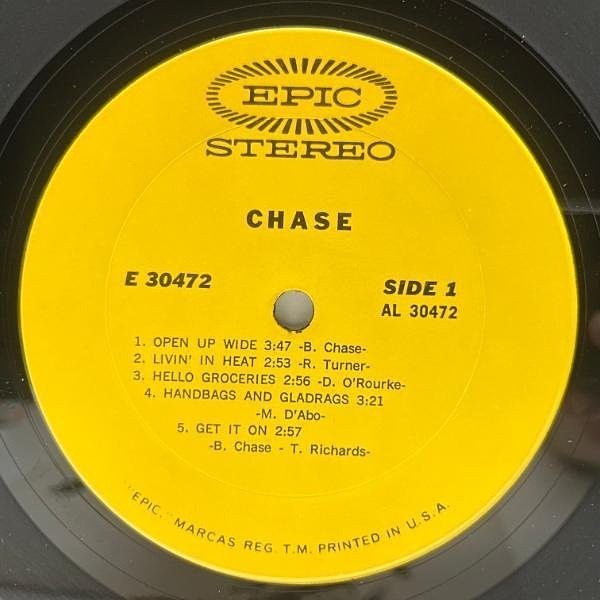 EPIC
STEREO
CHASE
E 30472
SIDE 1
AL 30472
1. OPEN UP WIDE 3:47 -B. Chase-
2. LIVIN' IN HEAT 2:53 -R. Turner-
3. HELLO GROCERIES 2:56 -D. O'Rourke-
4. HANDBAGS AND GLADRAGS 3:21
-M. D'Abo-
5. GET IT ON 2:57
-B. Chase - T. Richards-
"EPIC," MARCAS REG. T.M. PRINTED IN U.S.A.